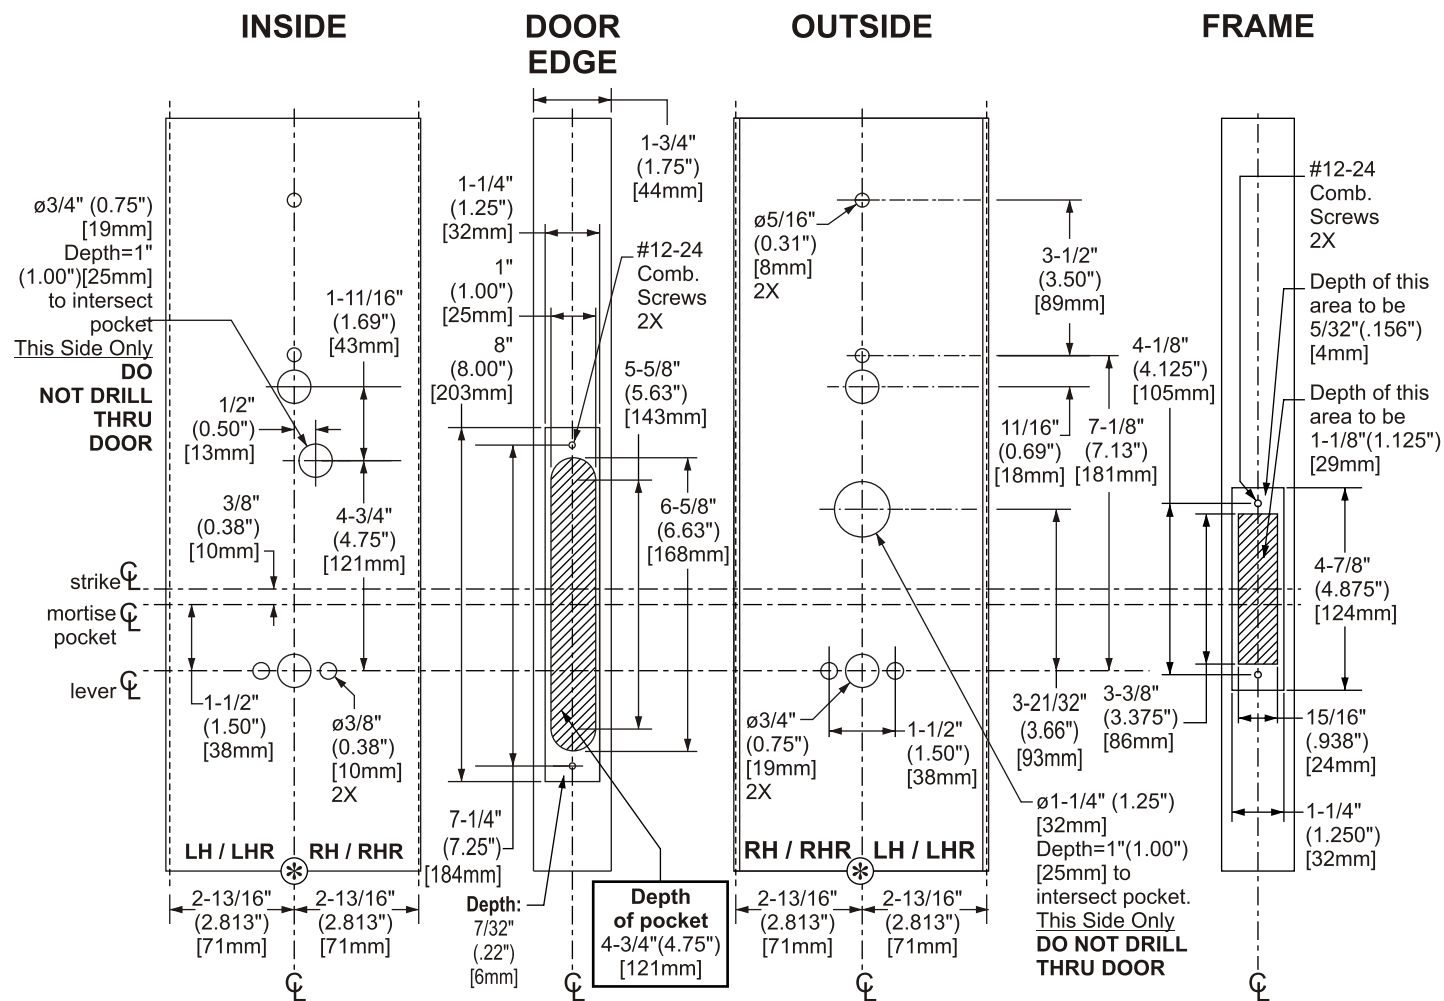 INSIDE
DOOR
EDGE
OUTSIDE
FRAME
ø3/4" (0.75")
[19mm]
Depth=1"
(1.00")[25mm]
to intersect
pocket
This Side Only
DO
NOT DRILL
THRU
DOOR
1-11/16"
(1.69")
[43mm]
1/2"
(0.50")
[13mm]
3/8"
(0.38")
[10mm]
4-3/4"
(4.75")
[121mm]
strike
mortise
pocket
lever
1-1/2"
(1.50")
[38mm]
ø3/8"
(0.38")
[10mm]
2X
LH / LHR
RH / RHR
*
2-13/16"
(2.813")
[71mm]
2-13/16"
(2.813")
[71mm]
1-3/4"
(1.75")
[44mm]
1-1/4"
(1.25")
[32mm]
1"
(1.00")
[25mm]
8"
(8.00")
[203mm]
#12-24
Comb.
Screws
2X
5-5/8"
(5.63")
[143mm]
6-5/8"
(6.63")
[168mm]
7-1/4"
(7.25")
[184mm]
Depth:
7/32"
(.22")
[6mm]
Depth
of pocket
4-3/4"(4.75")
[121mm]
ø5/16"
(0.31")
[8mm]
2X
3-1/2"
(3.50")
[89mm]
11/16"
(0.69")
[18mm]
7-1/8"
(7.13")
[181mm]
ø3/4"
(0.75")
[19mm]
2X
1-1/2"
(1.50")
[38mm]
3-21/32"
(3.66")
[93mm]
RH / RHR
LH / LHR
*
2-13/16"
(2.813")
[71mm]
2-13/16"
(2.813")
[71mm]
ø1-1/4" (1.25")
[32mm]
Depth=1"(1.00")
[25mm] to
intersect pocket.
This Side Only
DO NOT DRILL
THRU DOOR
#12-24
Comb.
Screws
2X
Depth of this
area to be
5/32"(.156")
[4mm]
Depth of this
area to be
1-1/8"(1.125")
[29mm]
4-1/8"
(4.125")
[105mm]
4-7/8"
(4.875")
[124mm]
3-3/8"
(3.375")
[86mm]
15/16"
(.938")
[24mm]
1-1/4"
(1.250")
[32mm]